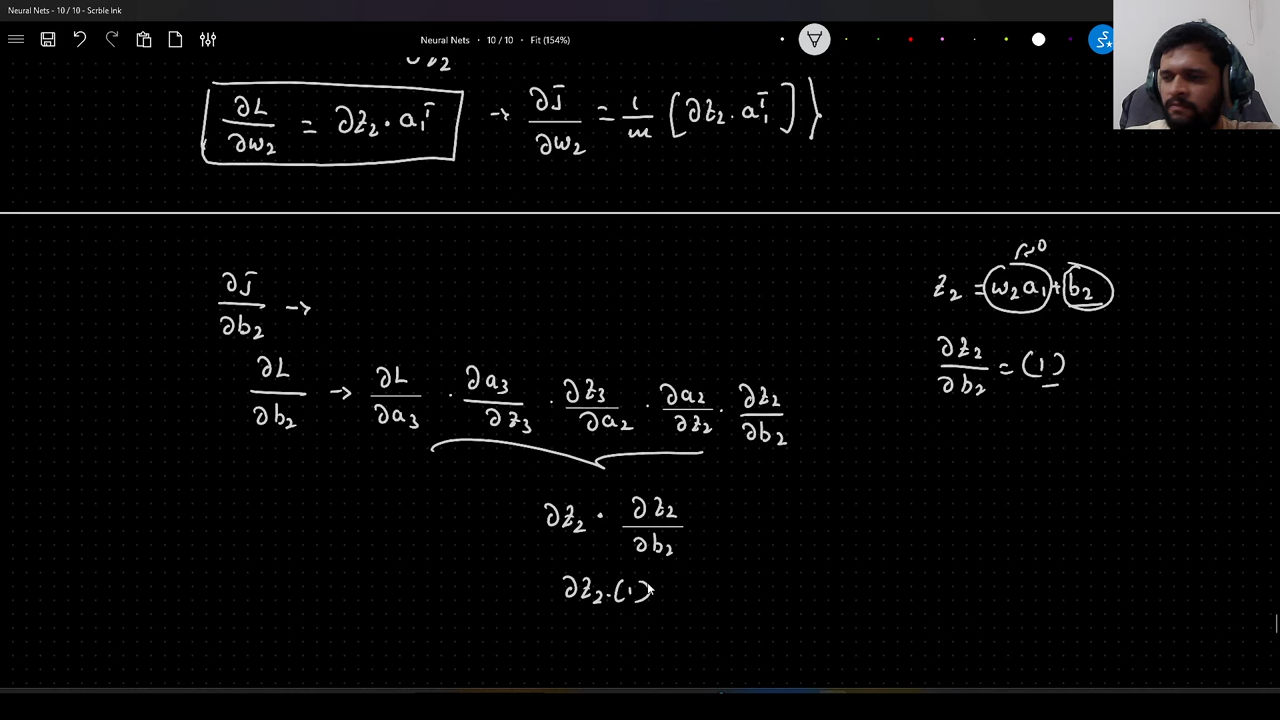 Neural Nets - 10 / 10 - Scrble Ink
Neural Nets • 10 / 10 • Fit (154%)
∂L/∂w₂ = ∂z₂ · a₁ᵀ → ∂J/∂w₂ = 1/m [∂z₂ · a₁ᵀ] }
∂J/∂b₂ →
z₂ = w₂a₁ + b₂
∂z₂/∂b₂ = (1)
∂L/∂b₂ → ∂L/∂a₃ · ∂a₃/∂z₃ · ∂z₃/∂a₂ · ∂a₂/∂z₂ · ∂z₂/∂b₂
∂z₂ · ∂z₂/∂b₂
∂z₂ · (1)